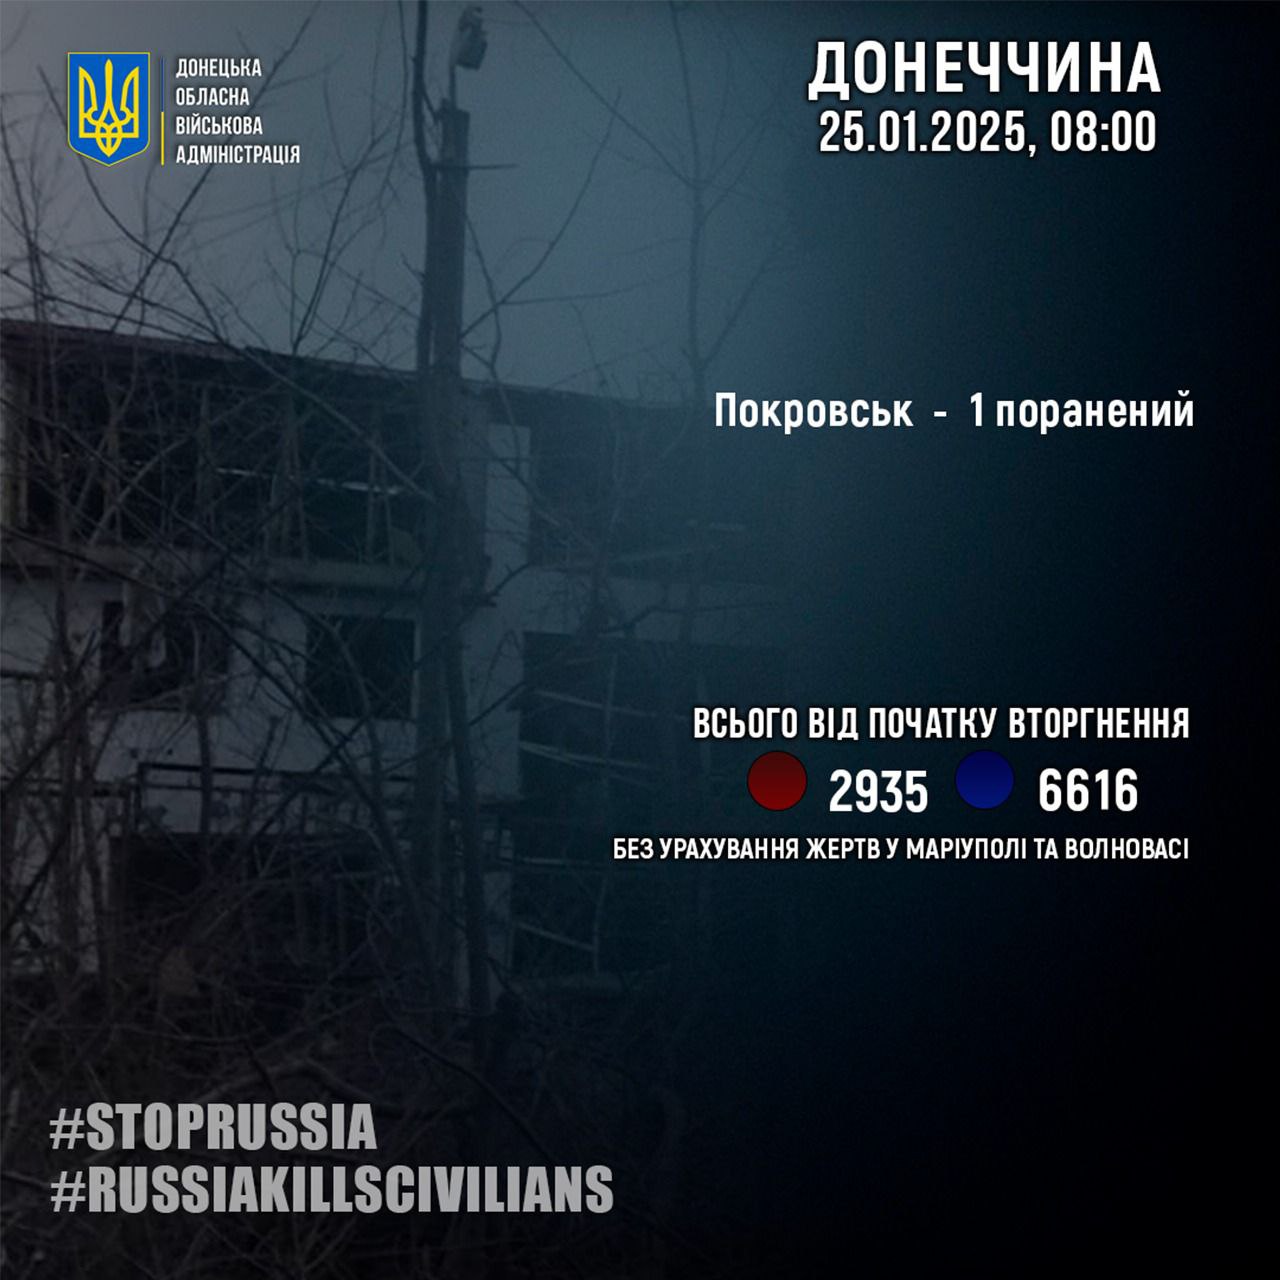 ДОНЕЦЬКА
ОБЛАСНА
ВІЙСЬКОВА
АДМІНІСТРАЦІЯ
ДОНЕЧЧИНА
25.01.2025, 08:00
Покровськ - 1 поранений
ВСЬОГО ВІД ПОЧАТКУ ВТОРГНЕННЯ
2935 6616
БЕЗ УРАХУВАННЯ ЖЕРТВ У МАРІУПОЛІ ТА ВОЛНОВАСІ
#STOPRUSSIA
#RUSSIAKILLSCIVILIANS